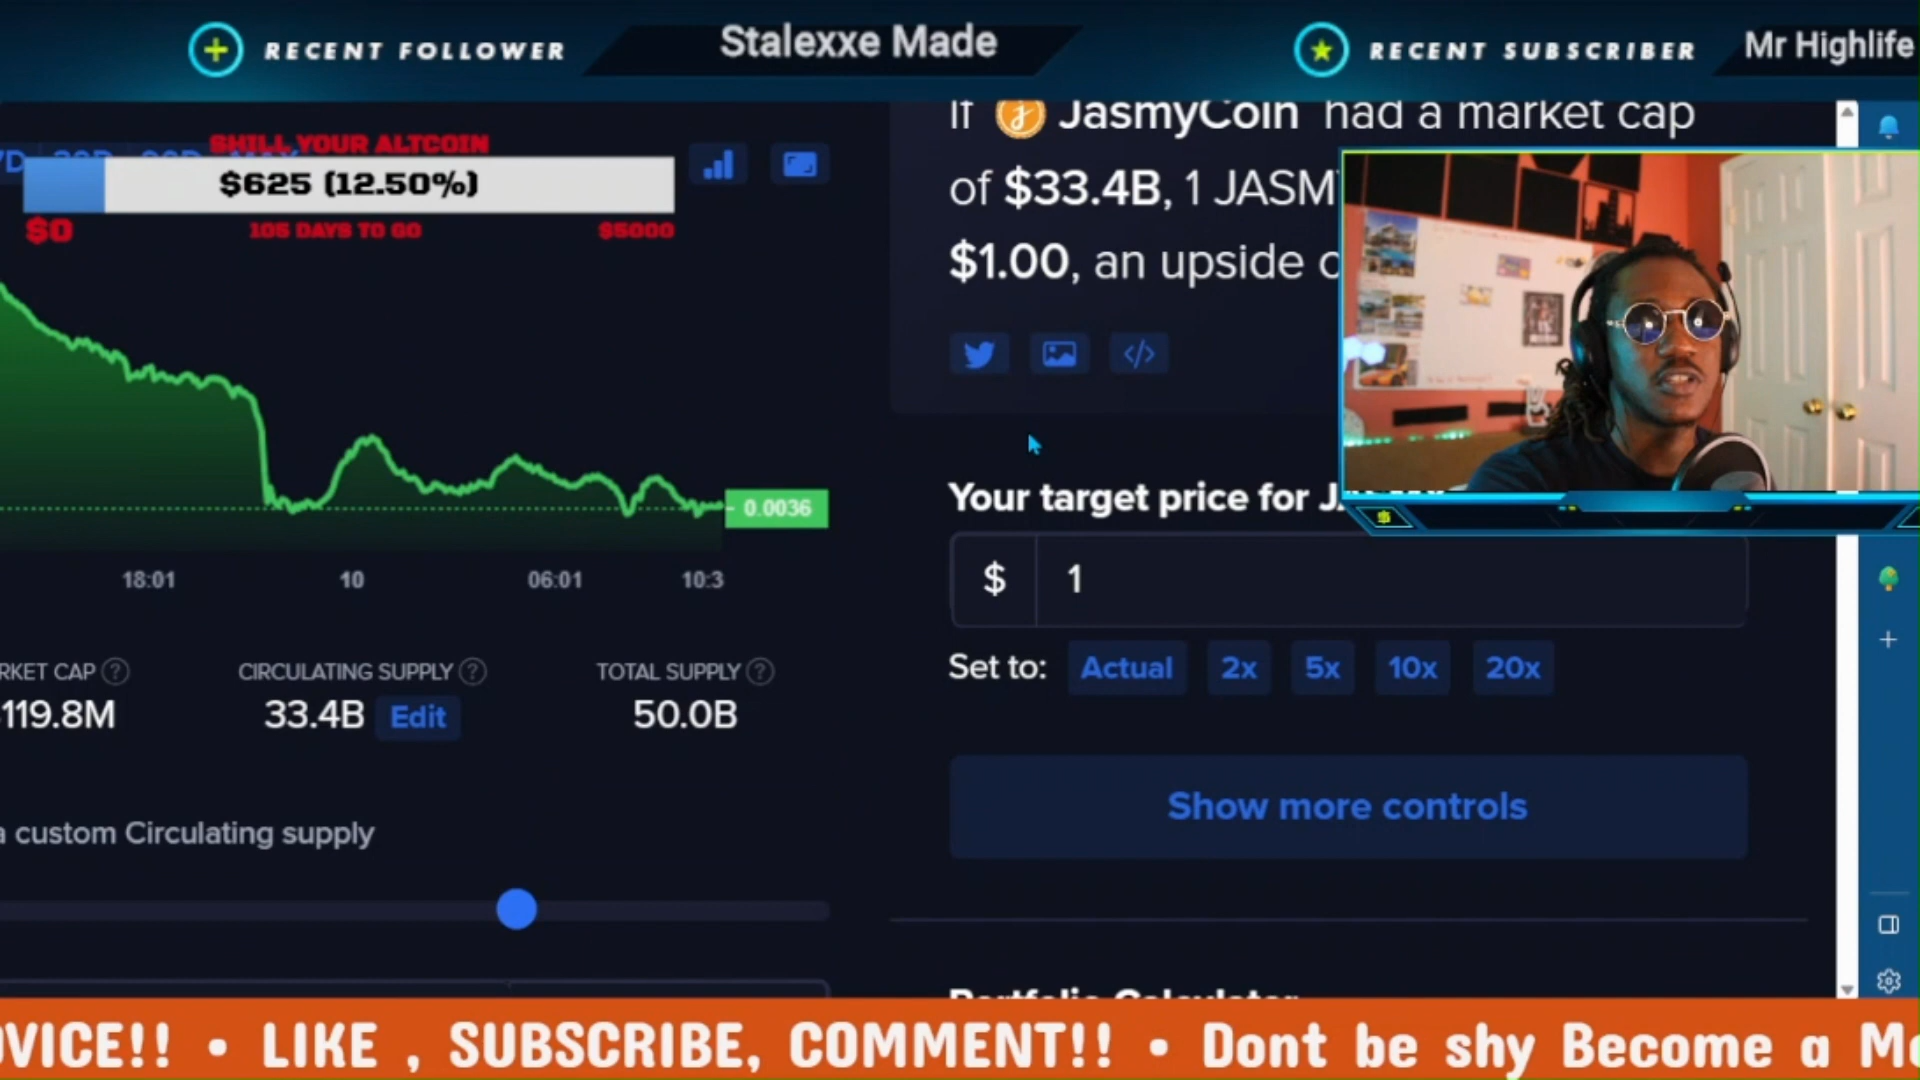 RECENT FOLLOWER
Stalexxe Made
RECENT SUBSCRIBER
Mr Highlife
SHILL YOUR ALTCOIN
$625 (12.50%)
$0
105 DAYS TO GO
$5000
If JasmyCoin had a market cap
of $33.4B, 1 JASM
$1.00, an upside
0.0036
18:01
10
06:01
10:3
Your target price for
$ 1
Set to: Actual 2x 5x 10x 20x
RKET CAP ?
119.8M
CIRCULATING SUPPLY ?
33.4B Edit
TOTAL SUPPLY ?
50.0B
Show more controls
a custom Circulating supply
Portfolio Calculator
OVICE!! • LIKE , SUBSCRIBE, COMMENT!! • Dont be shy Become a M